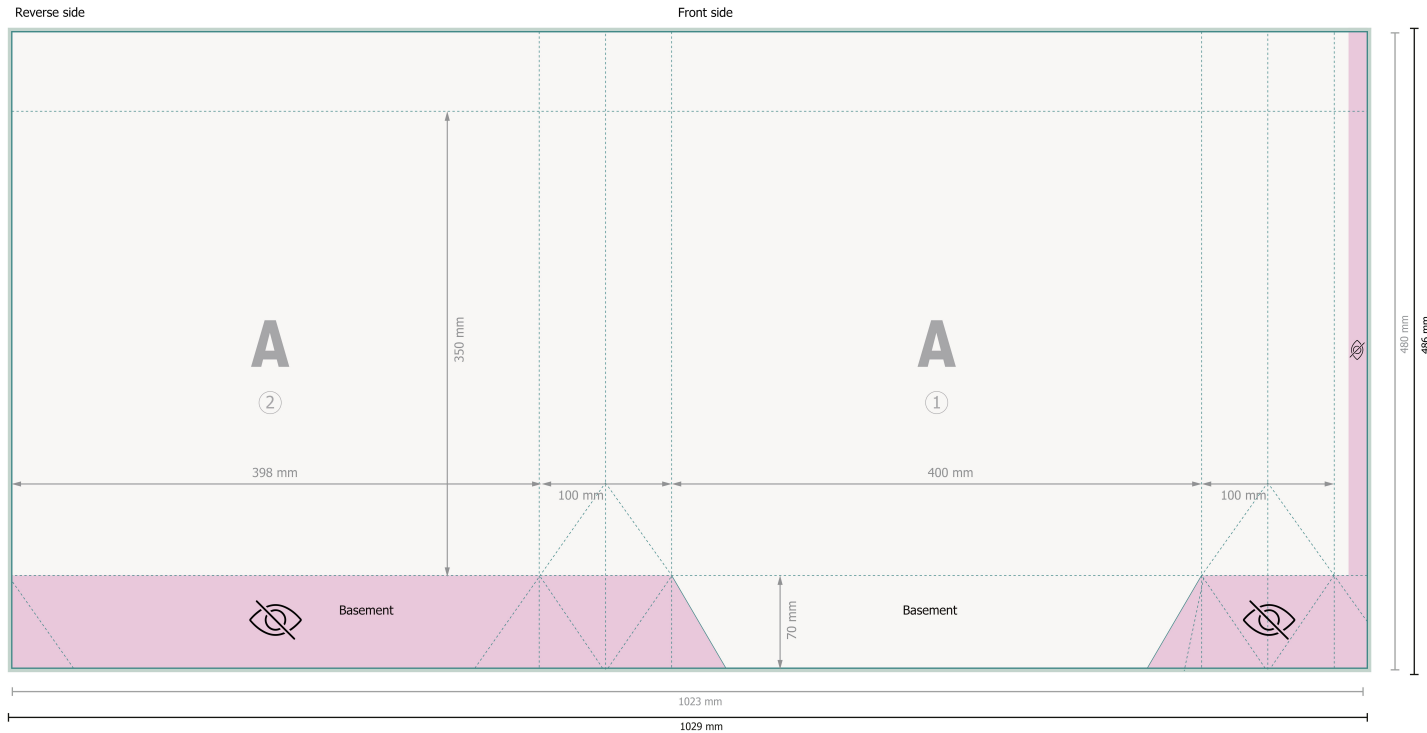 Reverse side
Front side
350 mm
480 mm
486 mm
A
A
2
1
398 mm
400 mm
100 mm
100 mm
Basement
Basement
70 mm
1023 mm
1029 mm